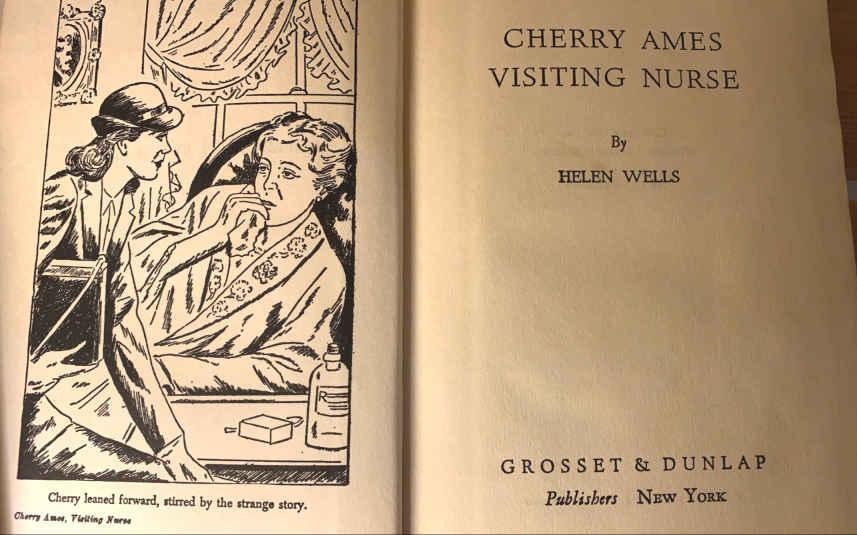 Cherry leaned forward, stirred by the strange story.
Cherry Ames, Visiting Nurse
CHERRY AMES
VISITING NURSE
By
HELEN WELLS
GROSSET & DUNLAP
Publishers NEW YORK